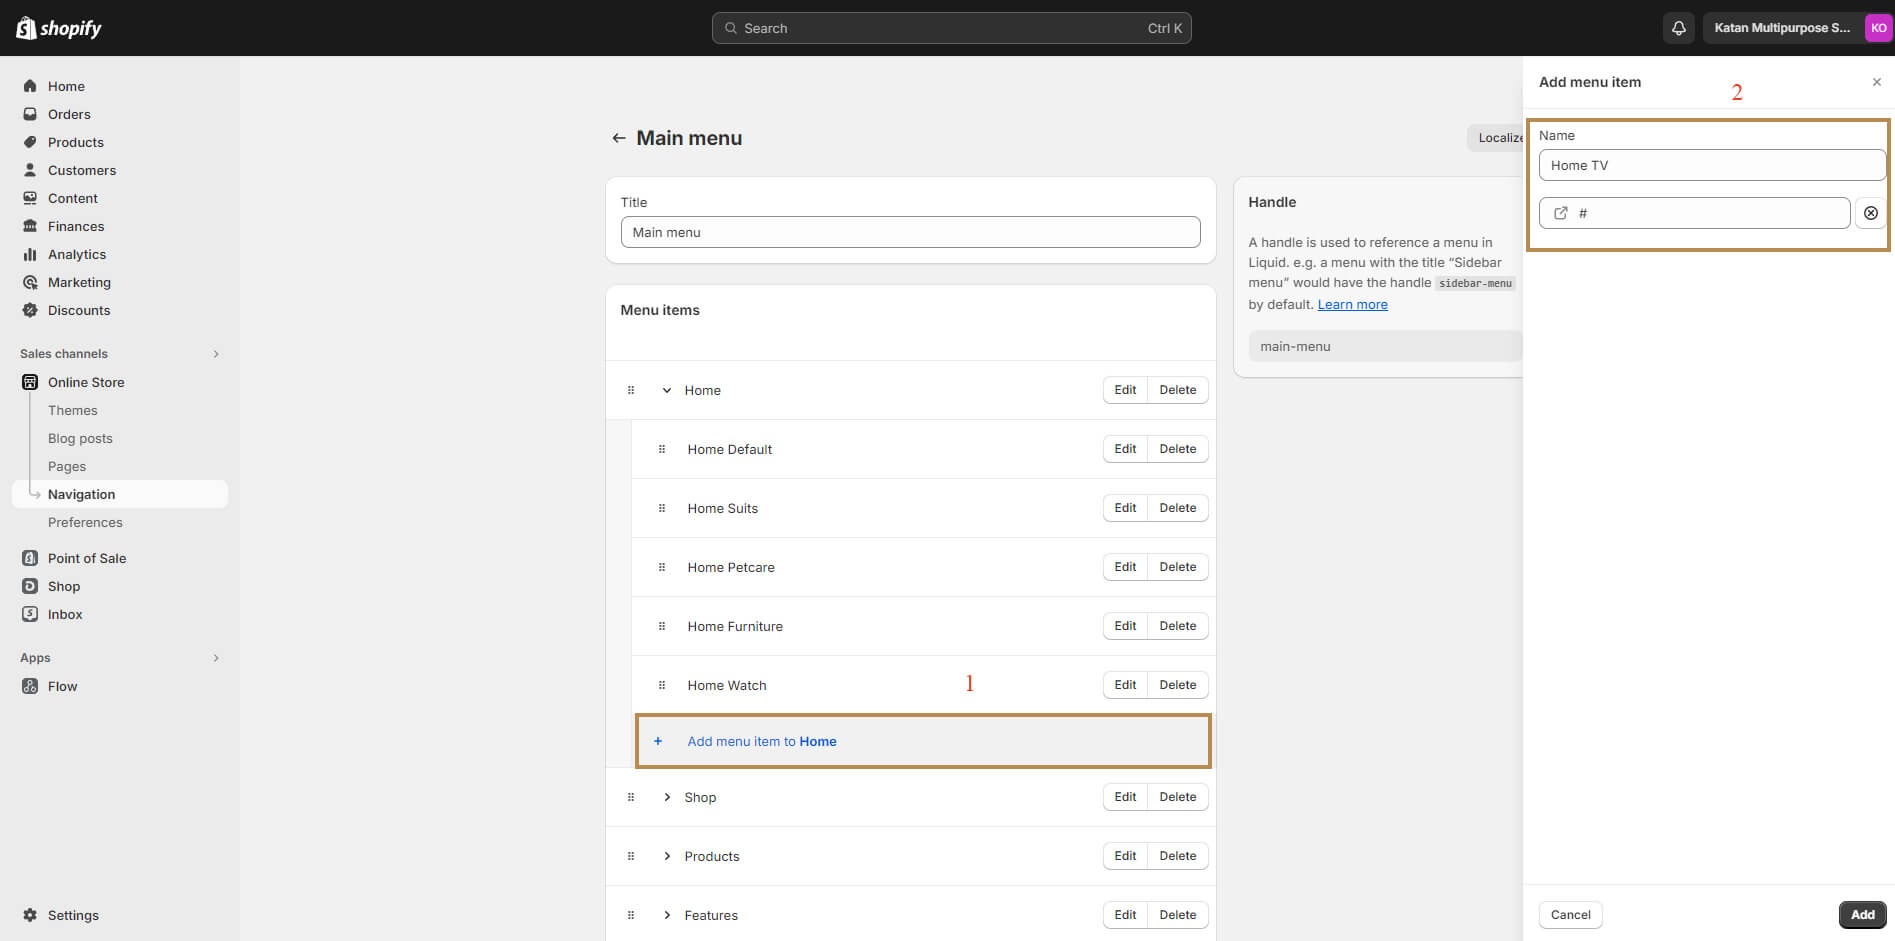 shopify
Search
Ctrl K
Katan Multipurpose S...
KO
Home
Orders
Products
Customers
Content
Finances
Analytics
Marketing
Discounts
Sales channels
Online Store
Themes
Blog posts
Pages
Navigation
Preferences
Point of Sale
Shop
Inbox
Apps
Flow
Settings
Main menu
Localize
Title
Main menu
Menu items
Home
Edit
Delete
Home Default
Edit
Delete
Home Suits
Edit
Delete
Home Petcare
Edit
Delete
Home Furniture
Edit
Delete
Home Watch
1
Edit
Delete
+ Add menu item to Home
Shop
Edit
Delete
Products
Edit
Delete
Features
Edit
Delete
Handle
A handle is used to reference a menu in
Liquid. e.g. a menu with the title “Sidebar
menu” would have the handle sidebar-menu
by default. Learn more
main-menu
Add menu item
2
Name
Home TV
#
Cancel
Add